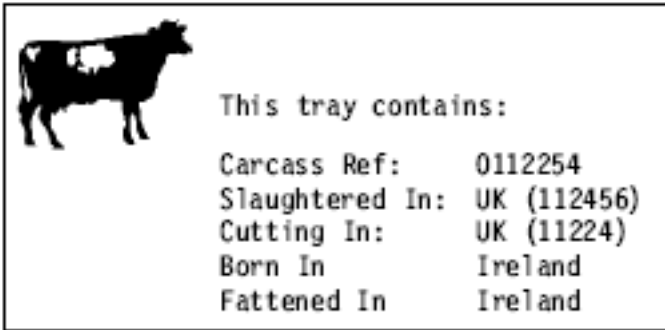 This tray contains:
Carcass Ref: 0112254
Slaughtered In: UK (112456)
Cutting In: UK (11224)
Born In Ireland
Fattened In Ireland